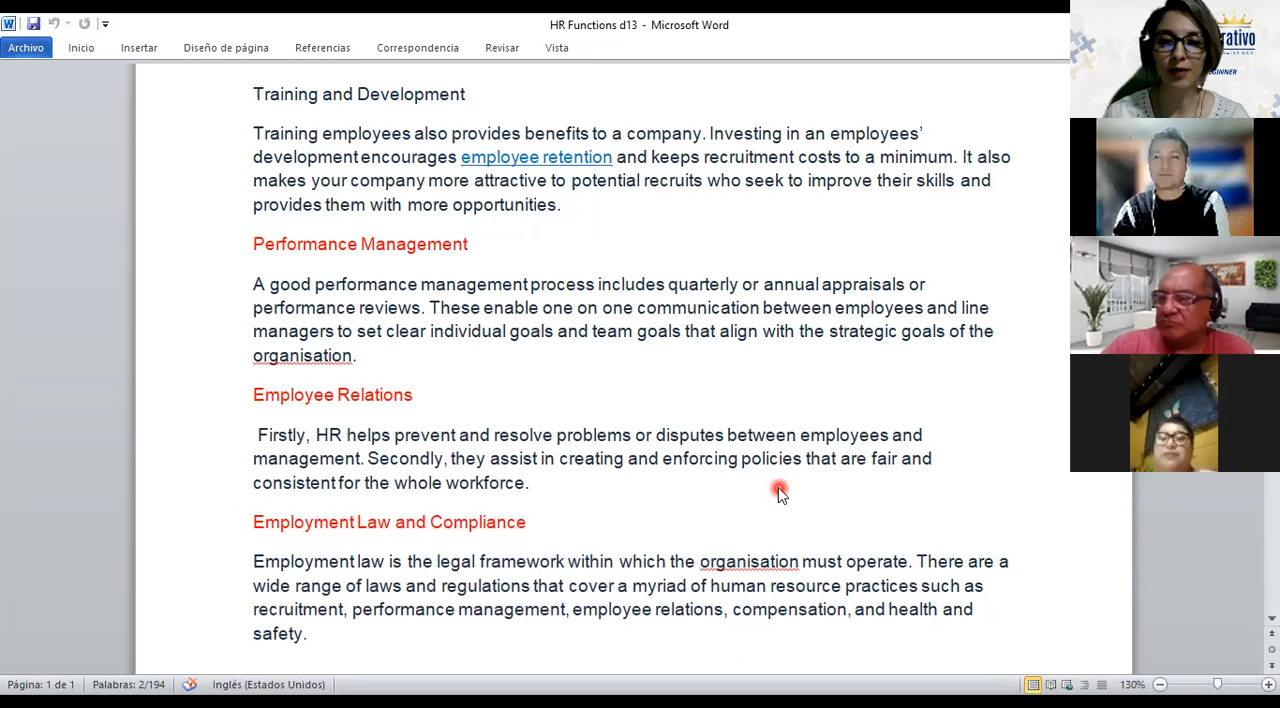 HR Functions d13 - Microsoft Word
Archivo Inicio Insertar Diseño de página Referencias Correspondencia Revisar Vista
Training and Development
Training employees also provides benefits to a company. Investing in an employees’
development encourages employee retention and keeps recruitment costs to a minimum. It also
makes your company more attractive to potential recruits who seek to improve their skills and
provides them with more opportunities.
Performance Management
A good performance management process includes quarterly or annual appraisals or
performance reviews. These enable one on one communication between employees and line
managers to set clear individual goals and team goals that align with the strategic goals of the
organisation.
Employee Relations
Firstly, HR helps prevent and resolve problems or disputes between employees and
management. Secondly, they assist in creating and enforcing policies that are fair and
consistent for the whole workforce.
Employment Law and Compliance
Employment law is the legal framework within which the organisation must operate. There are a
wide range of laws and regulations that cover a myriad of human resource practices such as
recruitment, performance management, employee relations, compensation, and health and
safety.
Página: 1 de 1 Palabras: 2/194 Inglés (Estados Unidos) 130%